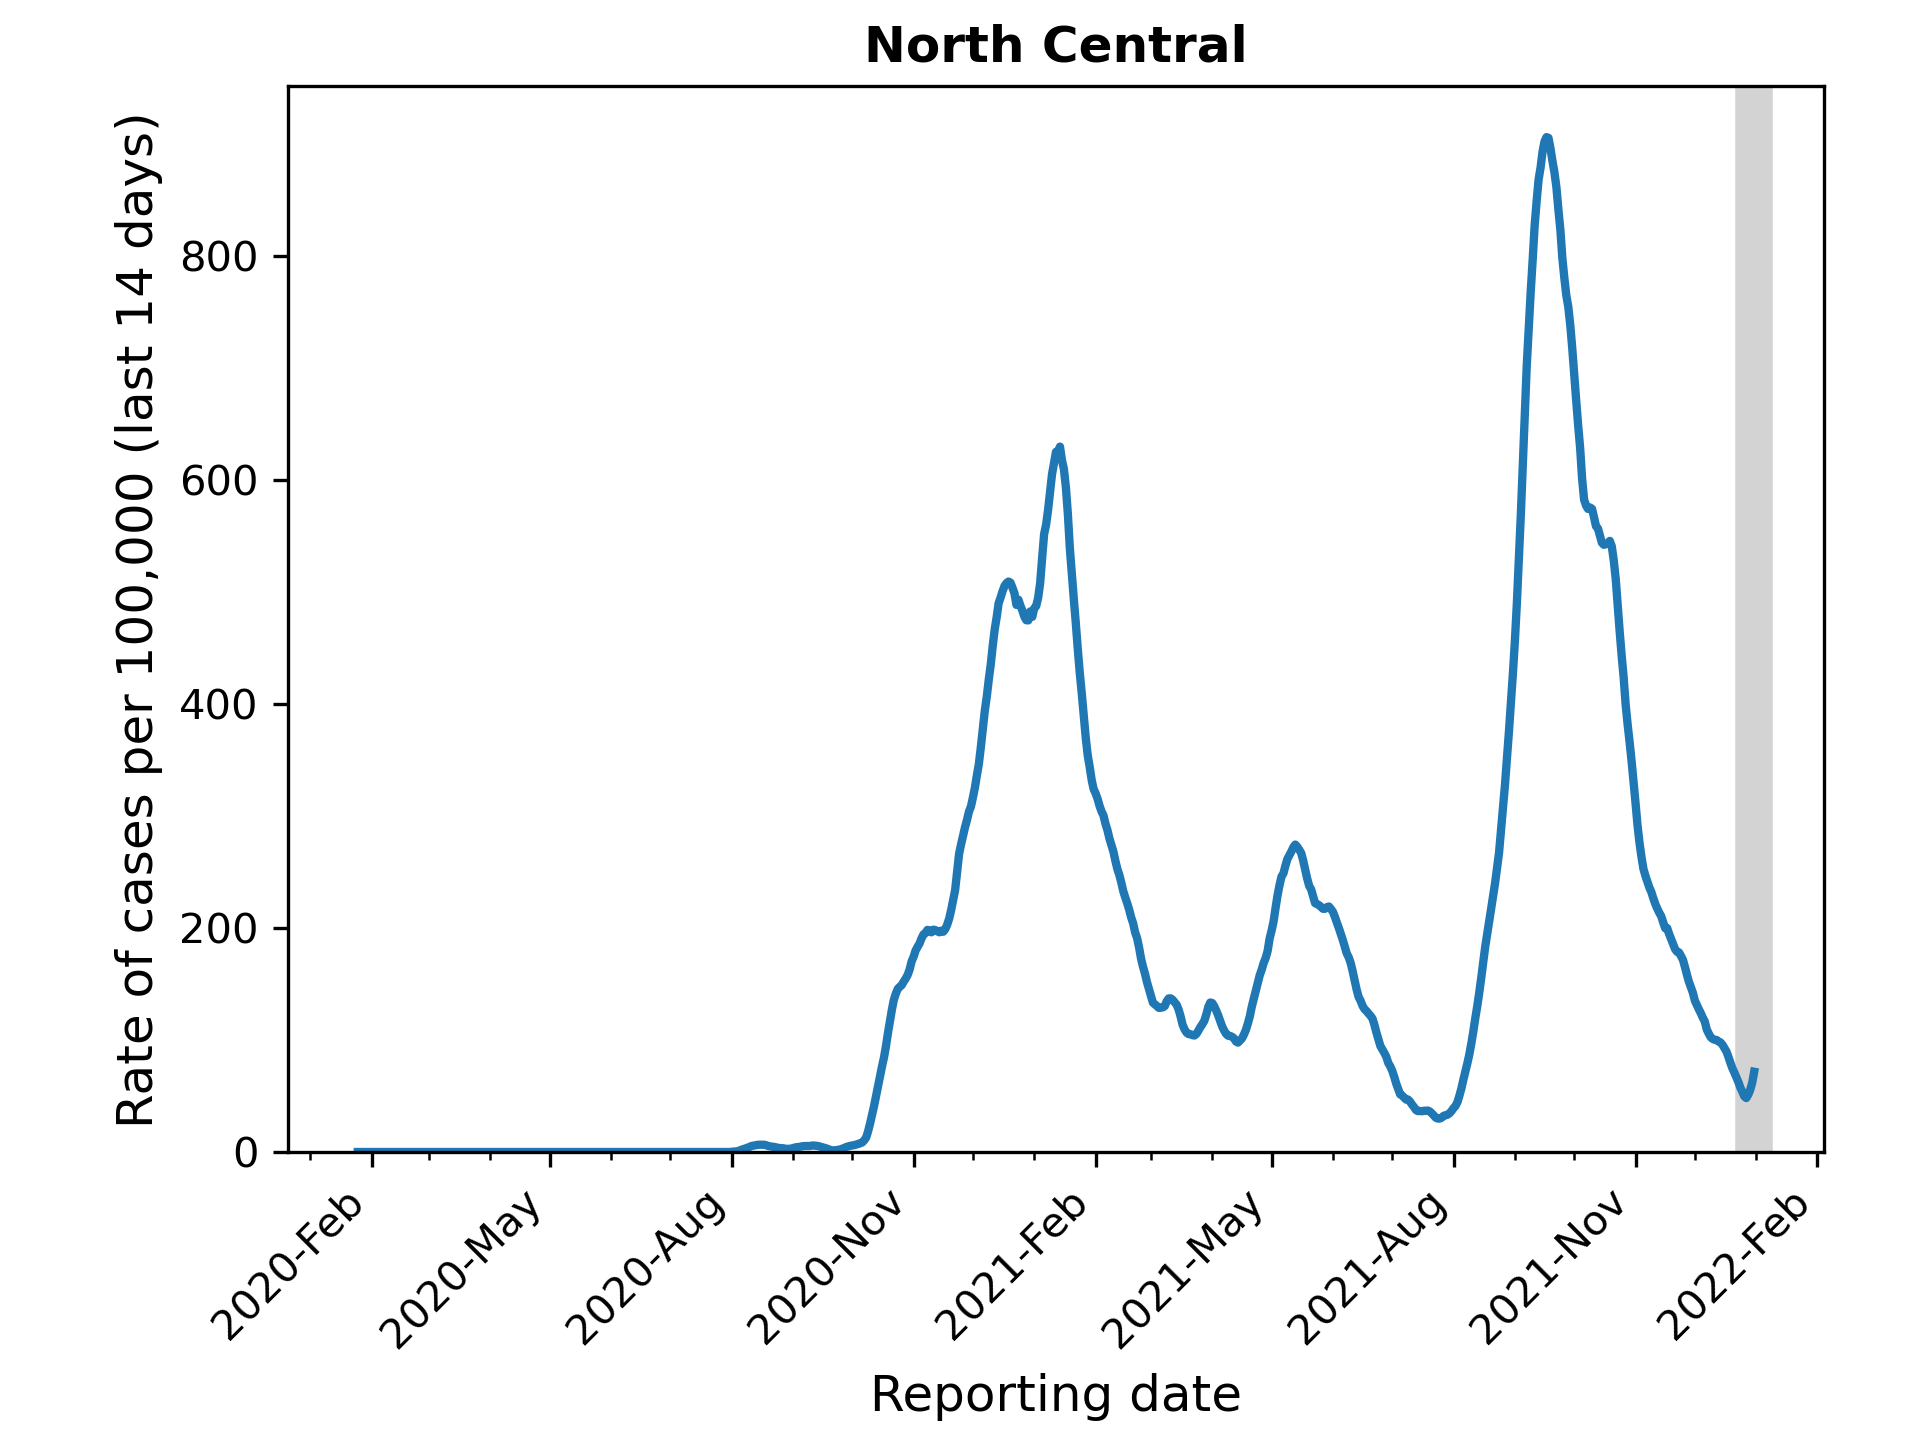 North Central
Rate of cases per 100,000 (last 14 days)
800
600
400
200
0
2020-Feb
2020-May
2020-Aug
2020-Nov
2021-Feb
2021-May
2021-Aug
2021-Nov
2022-Feb
Reporting date